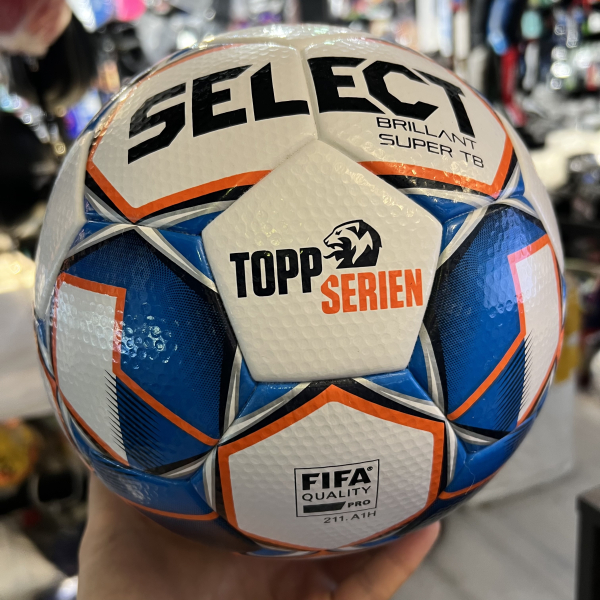 SELECT
BRILLANT
SUPER TB
TOPP
SERIEN
FIFA®
QUALITY
PRO
211.A1H